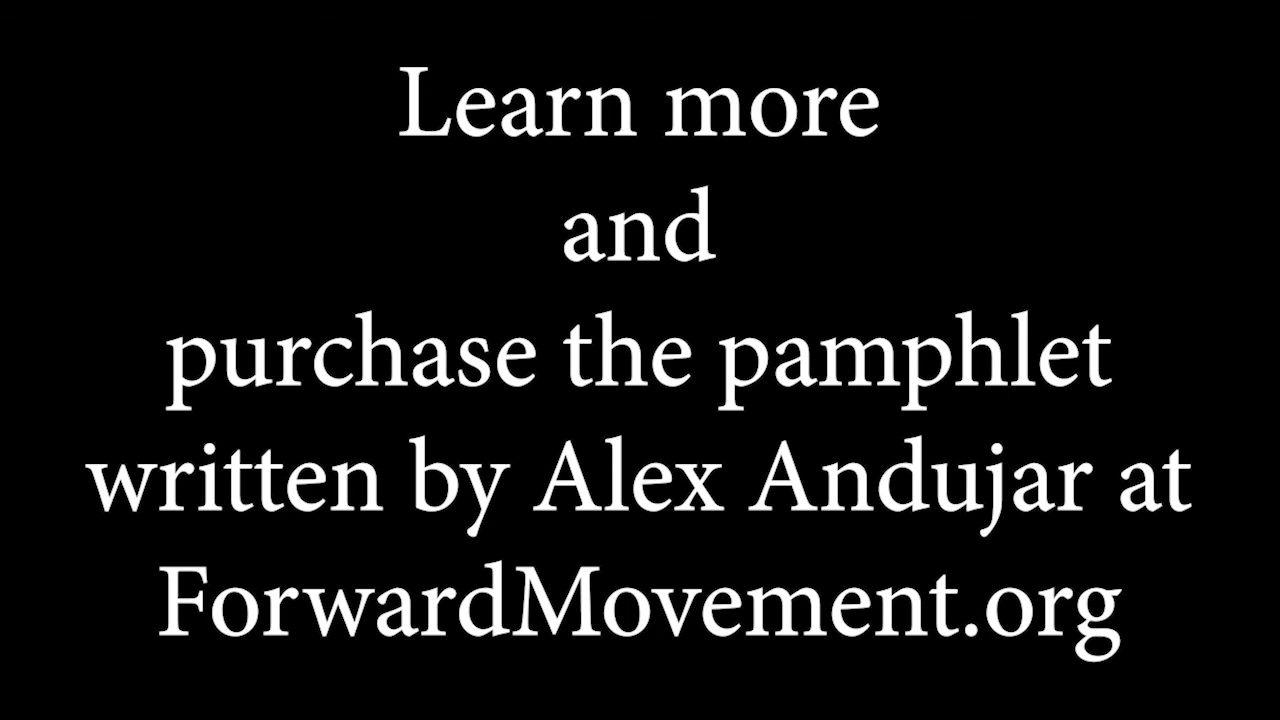 Learn more
and
purchase the pamphlet
written by Alex Andujar at
ForwardMovement.org